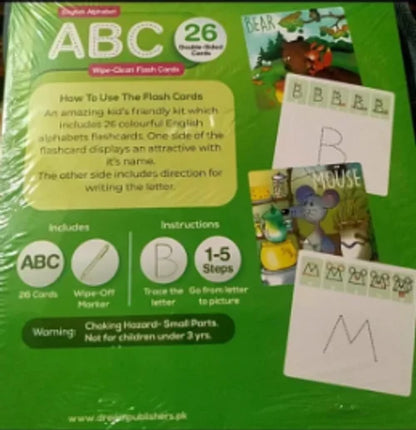 English Alphabet
ABC
26
Double-Sided
Cards
Wipe-Clean Flash Cards
How To Use The Flash Cards
An amazing kid's friendly kit which
includes 26 colourful English
alphabets flashcards. One side of the
flashcard displays an attractive with
it's name.
The other side includes direction for
writing the letter.
Includes
ABC
26 Cards
Wipe-Off
Marker
Instructions
B
Trace the
letter
1-5
Steps
Go from letter
to picture
Warning:
Choking Hazard- Small Parts.
Not for children under 3 yrs.
BEAR
B B B B B
B
MOUSE
M
M